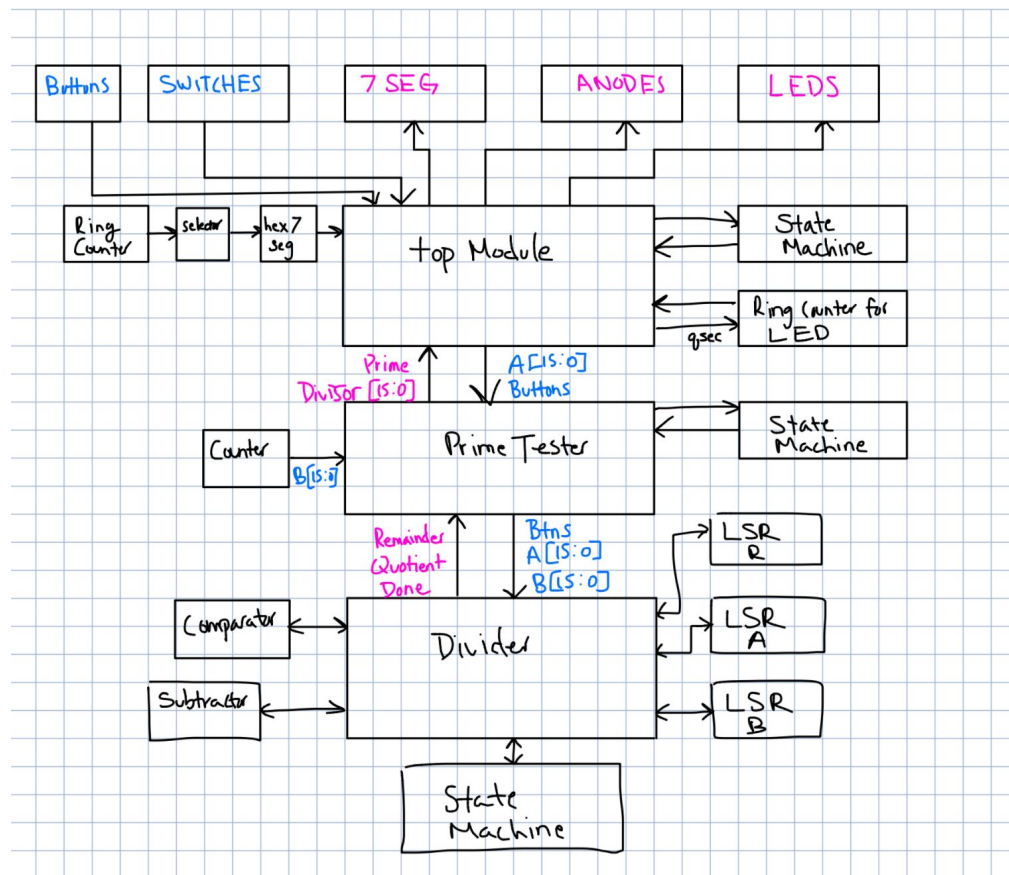 Buttons
SWITCHES
7 SEG
ANODES
LEDS
Ring
Counter
selector
hex7
seg
top Module
State
Machine
Ring Counter for
LED
qsec
Prime
Divisor [15:0]
A[15:0]
Buttons
Counter
B[15:0]
Prime Tester
State
Machine
Remainder
Quotient
Done
Btns
A[15:0]
B[15:0]
LSR
R
Comparator
Divider
LSR
A
Subtractor
LSR
B
State
Machine